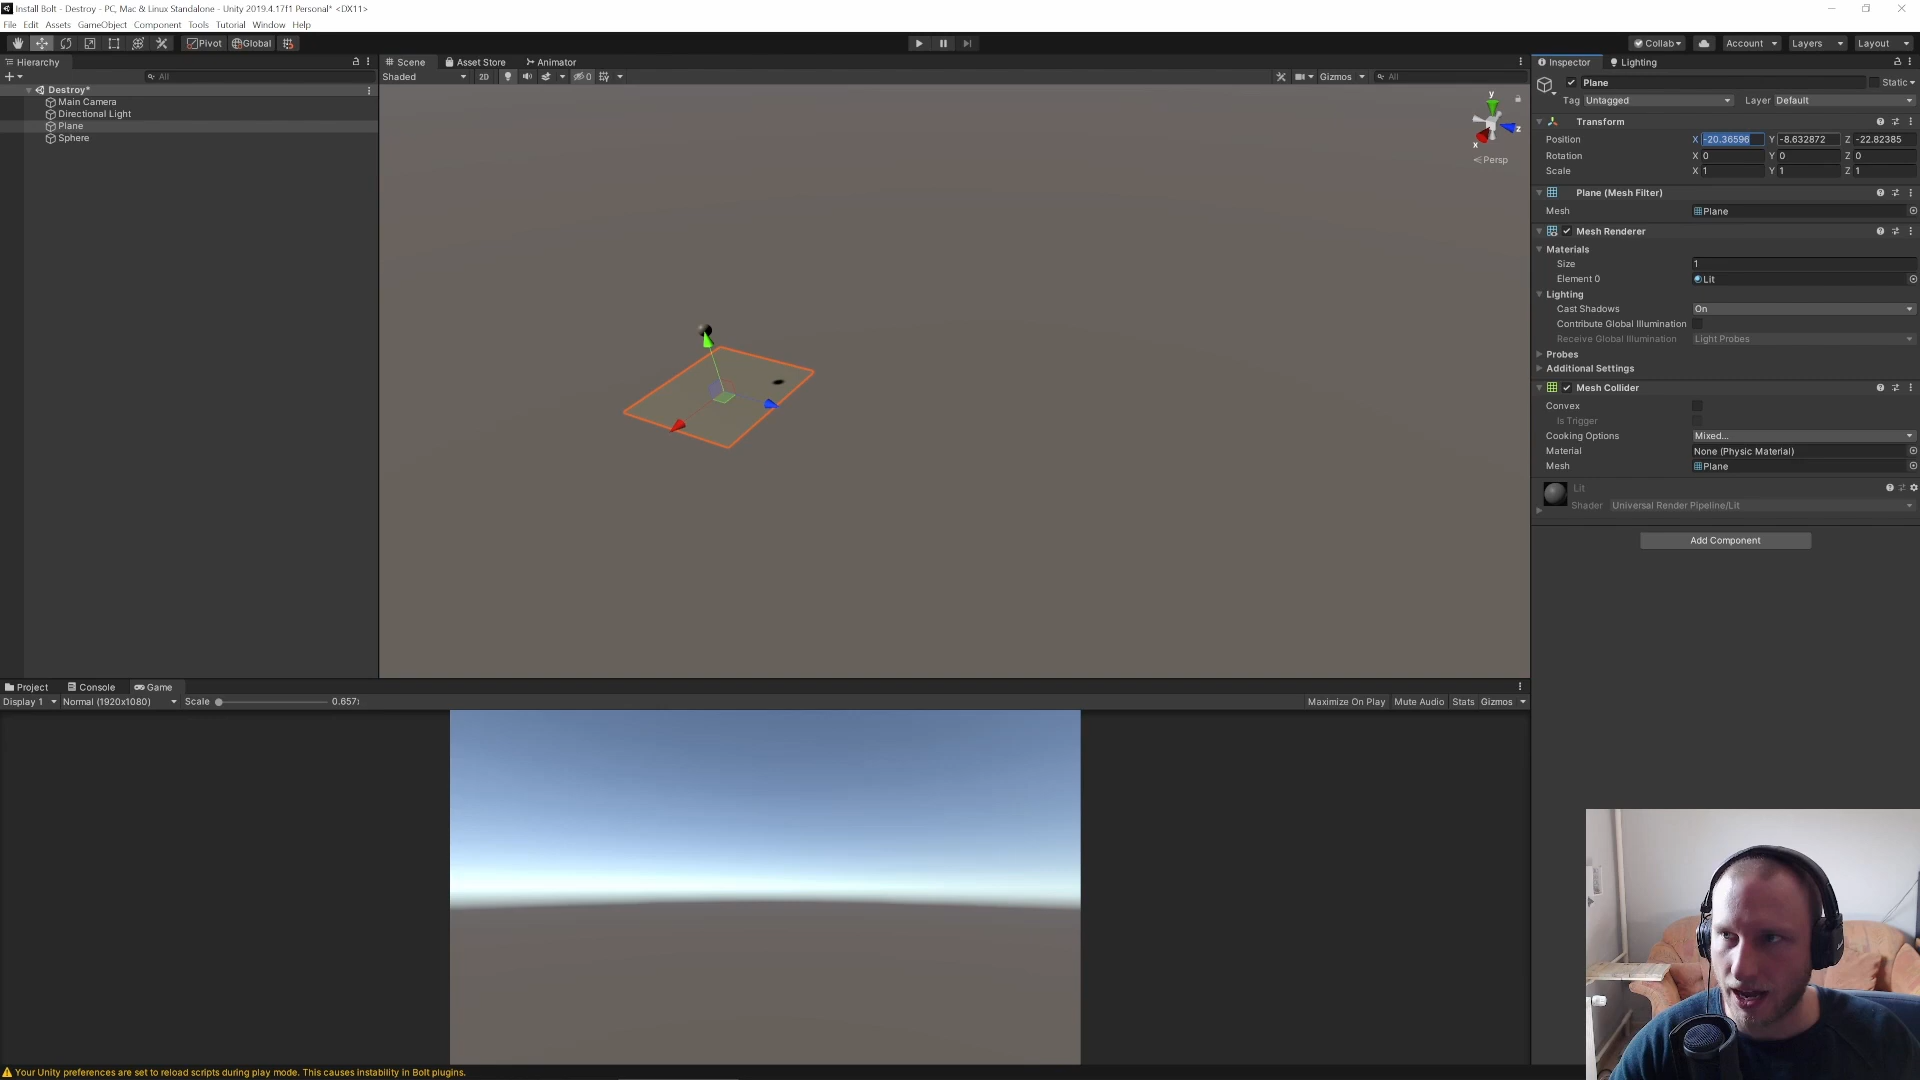 Install Bolt - Destroy - PC, Mac & Linux Standalone - Unity 2019.4.17f1 Personal* <DX11>
File Edit Assets GameObject Component Tools Tutorial Window Help
Pivot Global Collab Account Layers Layout
Hierarchy
All
Destroy*
Main Camera
Directional Light
Plane
Sphere
Scene Asset Store Animator
Shaded 2D 0 Gizmos All
y
z
x
Persp
Inspector Lighting
Plane Static
Tag Untagged Layer Default
Transform
Position X -20.36596 Y -8.632872 Z -22.82385
Rotation X 0 Y 0 Z 0
Scale X 1 Y 1 Z 1
Plane (Mesh Filter)
Mesh Plane
Mesh Renderer
Materials
Size 1
Element 0 Lit
Lighting
Cast Shadows On
Contribute Global Illumination
Receive Global Illumination Light Probes
Probes
Additional Settings
Mesh Collider
Convex
Is Trigger
Cooking Options Mixed...
Material None (Physic Material)
Mesh Plane
Lit
Shader Universal Render Pipeline/Lit
Add Component
Project Console Game
Display 1 Normal (1920x1080) Scale 0.657 Maximize On Play Mute Audio Stats Gizmos
Your Unity preferences are set to reload scripts during play mode. This causes instability in Bolt plugins.